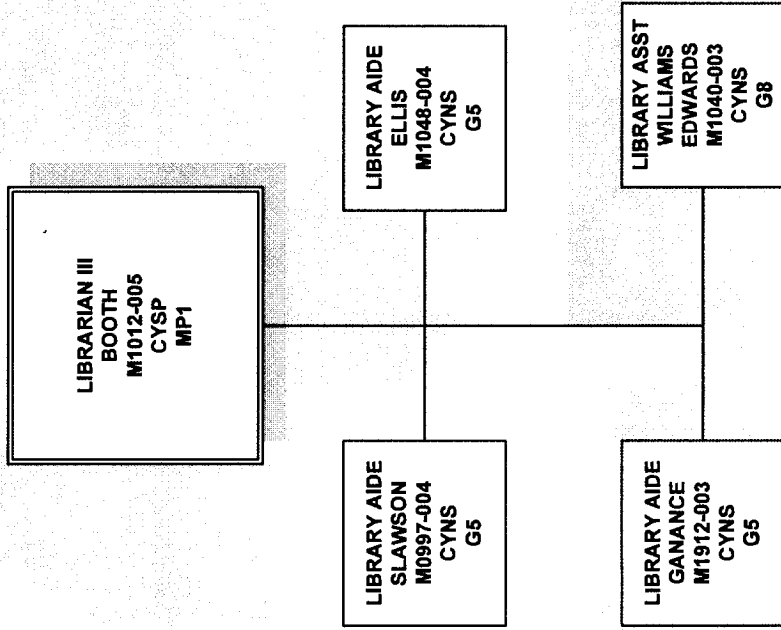 LIBRARIAN III
BOOTH
M1012-005
CYSP
MP1
LIBRARY AIDE
SLAWSON
M0997-004
CYNS
G5
LIBRARY AIDE
ELLIS
M1048-004
CYNS
G5
LIBRARY AIDE
GANANCE
M1912-003
CYNS
G5
LIBRARY ASST
WILLIAMS
EDWARDS
M1040-003
CYNS
G8